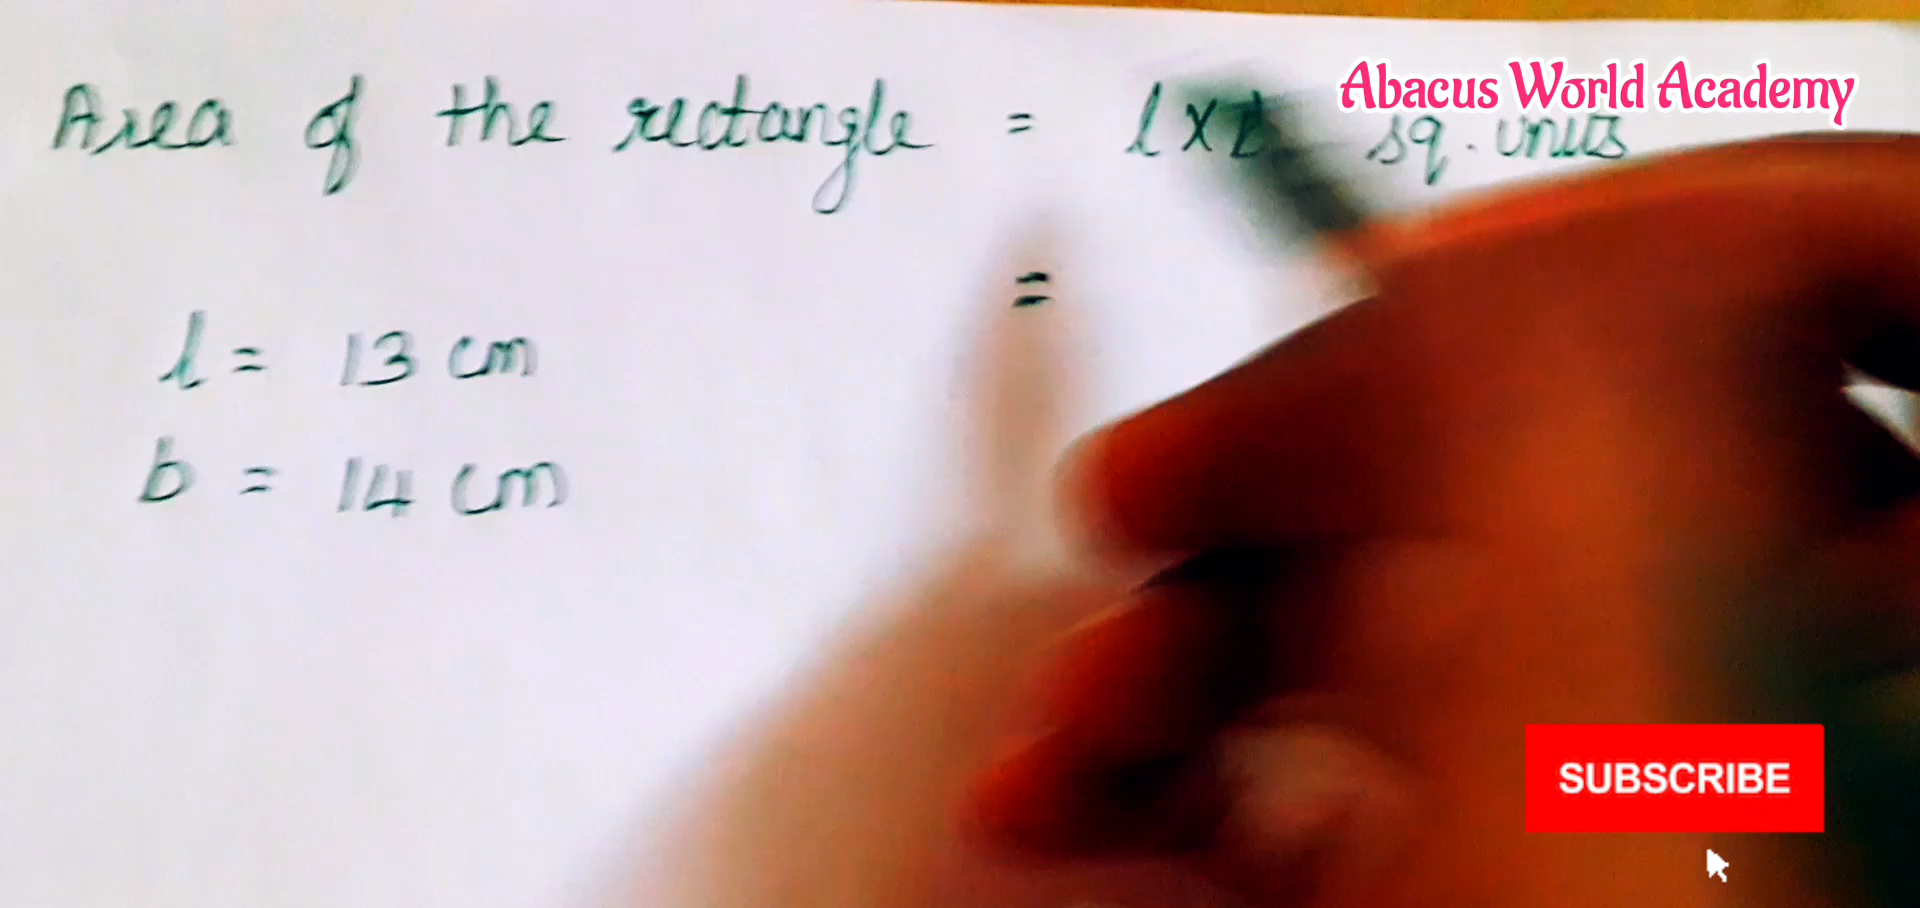 Abacus World Academy
Area of the rectangle = l x b sq. units
=
l = 13 cm
b = 14 cm
SUBSCRIBE